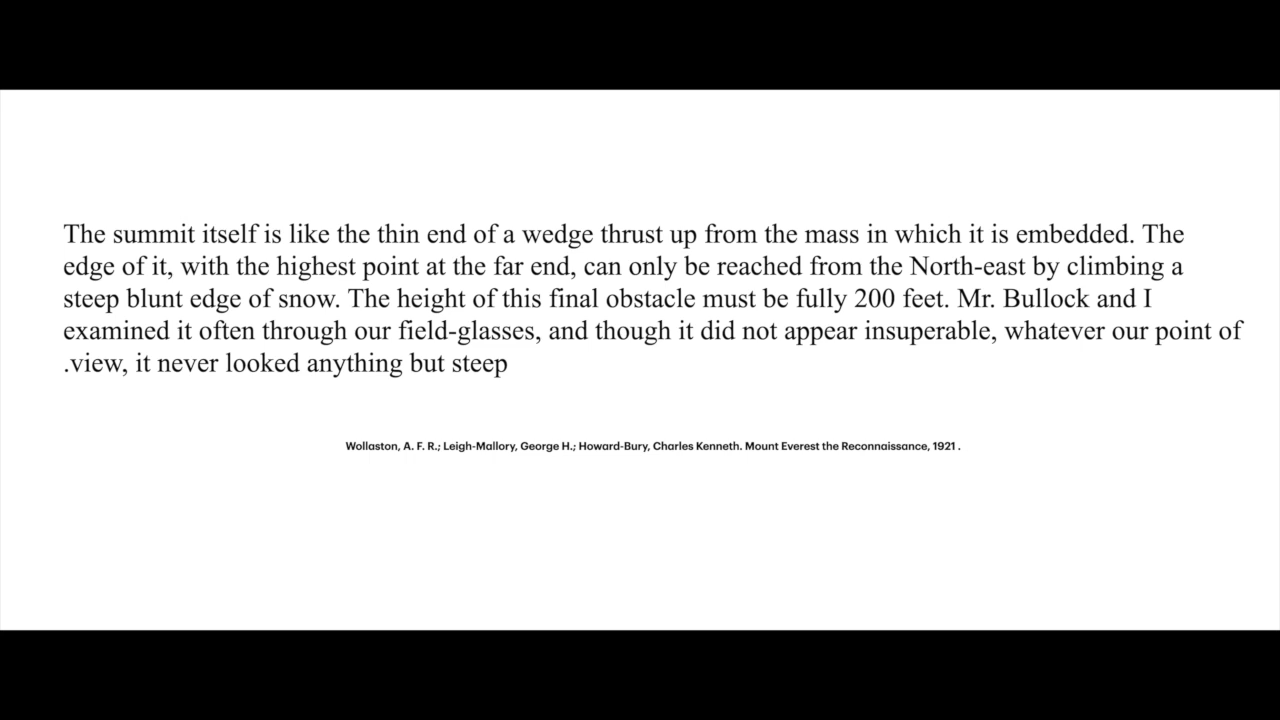 The summit itself is like the thin end of a wedge thrust up from the mass in which it is embedded. The
edge of it, with the highest point at the far end, can only be reached from the North-east by climbing a
steep blunt edge of snow. The height of this final obstacle must be fully 200 feet. Mr. Bullock and I
examined it often through our field-glasses, and though it did not appear insuperable, whatever our point of
.view, it never looked anything but steep
Wollaston, A. F. R.; Leigh-Mallory, George H.; Howard-Bury, Charles Kenneth. Mount Everest the Reconnaissance, 1921 .